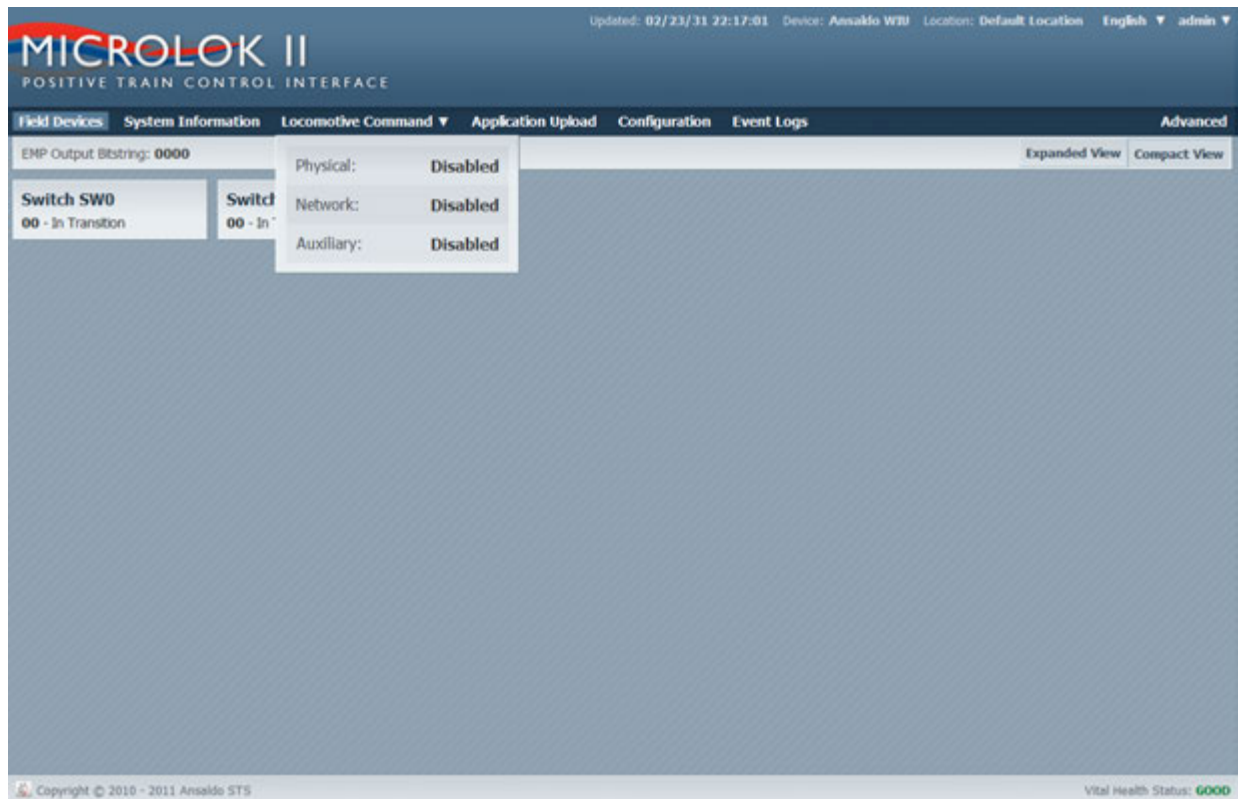 Updated: 02/23/31 22:17:01 Device: Ansaldo WIU Location: Default Location English ▼ admin ▼
MICROLOK II
POSITIVE TRAIN CONTROL INTERFACE
Field Devices System Information Locomotive Command ▼ Application Upload Configuration Event Logs Advanced
EMP Output Bitstring: 0000 Expanded View Compact View
Physical: Disabled
Network: Disabled
Auxiliary: Disabled
Switch SW0 Switch
00 - In Transition 00 - In
Copyright © 2010 - 2011 Ansaldo STS Vital Health Status: GOOD